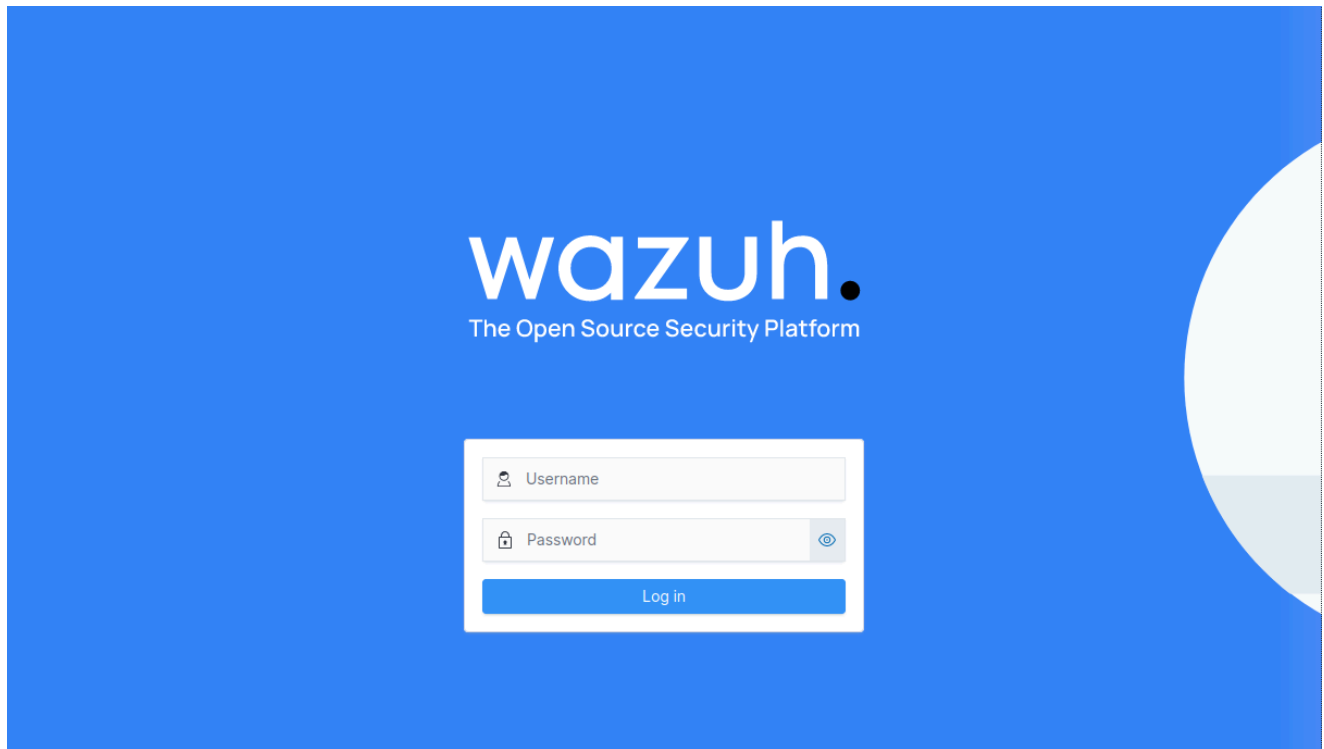 wazuh.
The Open Source Security Platform
Username
Password
Log in